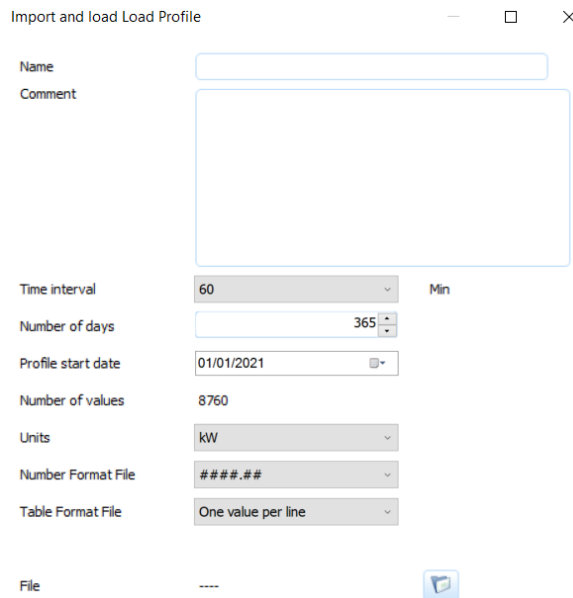 Import and load Load Profile
Name
Comment
Time interval 60 Min
Number of days 365
Profile start date 01/01/2021
Number of values 8760
Units kW
Number Format File ####.##
Table Format File One value per line
File ----